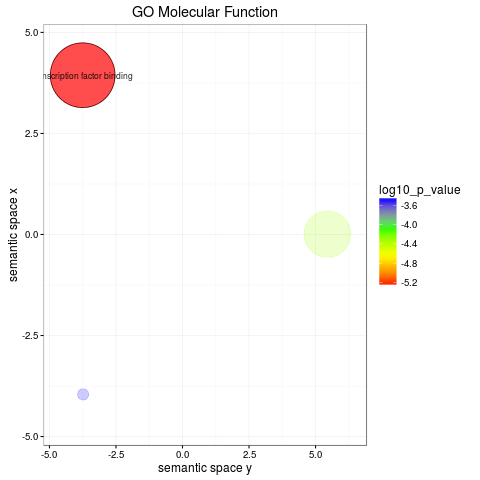 GO Molecular Function
5.0
nscription factor binding
2.5
0.0
-2.5
-5.0
semantic space x
-5.0 -2.5 0.0 2.5 5.0
semantic space y
log10_p_value
-3.6
-4.0
-4.4
-4.8
-5.2